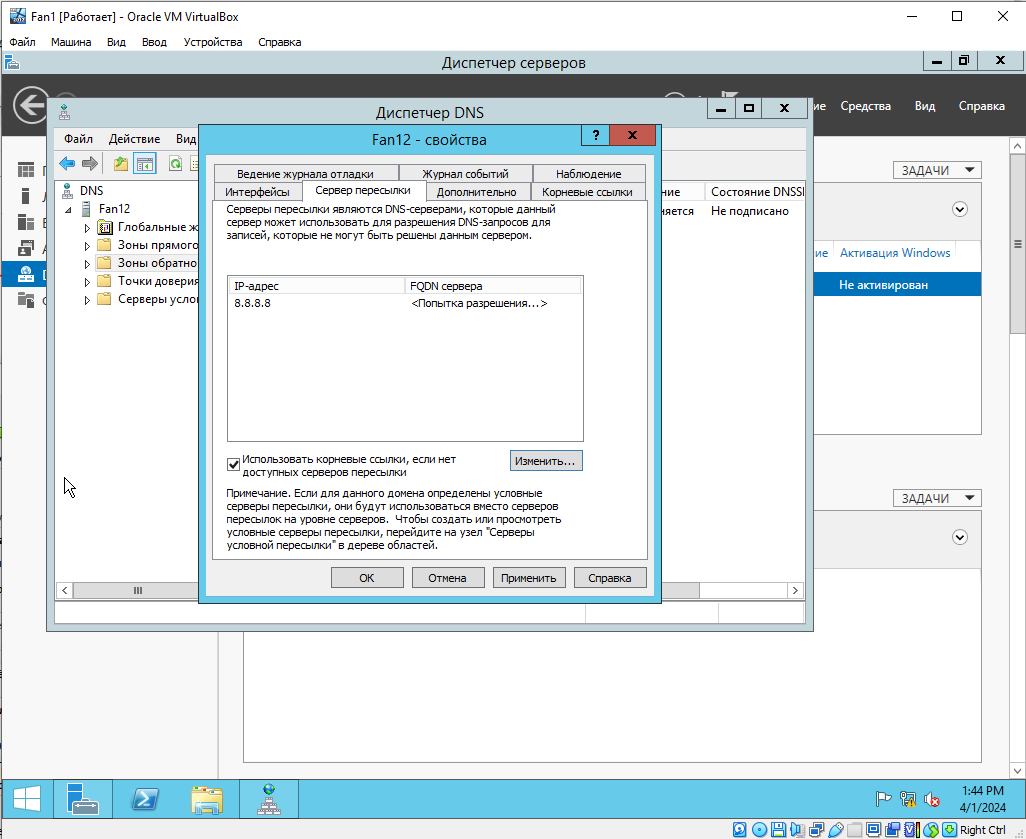 Fan1 [Работает] - Oracle VM VirtualBox
Файл Машина Вид Ввод Устройства Справка
Диспетчер серверов
Средства Вид Справка
Диспетчер DNS
Файл Действие Вид
Fan12 - свойства
? X
Ведение журнала отладки Журнал событий Наблюдение
Интерфейсы Сервер пересылки Дополнительно Корневые ссылки
Серверы пересылки являются DNS-серверами, которые данный
сервер может использовать для разрешения DNS-запросов для
записей, которые не могут быть решены данным сервером.
IP-адрес FQDN сервера
8.8.8.8 <Попытка разрешения...>
Использовать корневые ссылки, если нет
доступных серверов пересылки
Изменить...
Примечание. Если для данного домена определены условные
серверы пересылки, они будут использоваться вместо серверов
пересылок на уровне серверов. Чтобы создать или просмотреть
условные серверы пересылки, перейдите на узел "Серверы
условной пересылки" в дереве областей.
ОК Отмена Применить Справка
DNS
Fan12
Глобальные ж
Зоны прямого
Зоны обратно
Точки доверия
Серверы усло
ние Состояние DNSSI
няется Не подписано
ЗАДАЧИ
ие Активация Windows
Не активирован
ЗАДАЧИ
1:44 PM
4/1/2024
Right Ctrl